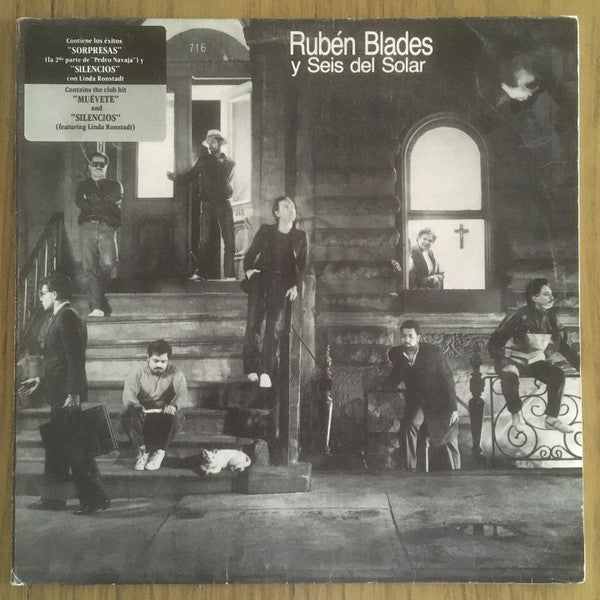 Contiene los éxitos
"SORPRESAS"
(la 2da parte de "Pedro Navaja") y
"SILENCIOS"
con Linda Ronstadt
Contains the club hit
"MUÉVETE"
and
"SILENCIOS"
(featuring Linda Ronstadt)
716
Rubén Blades
y Seis del Solar